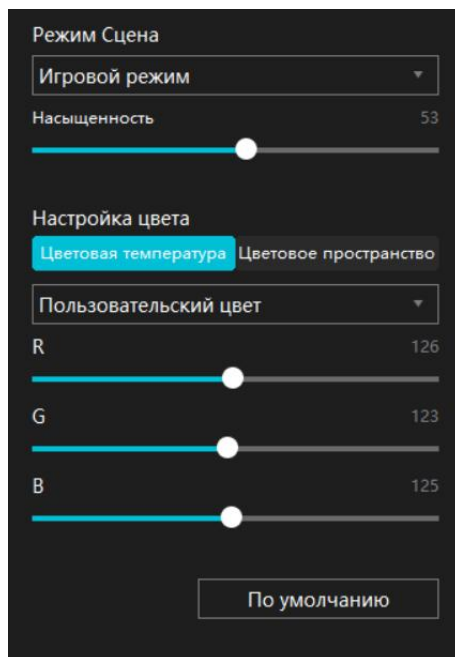 Режим Сцена
Игровой режим
Насыщенность 53
Настройка цвета
Цветовая температура Цветовое пространство
Пользовательский цвет
R 126
G 123
B 125
По умолчанию